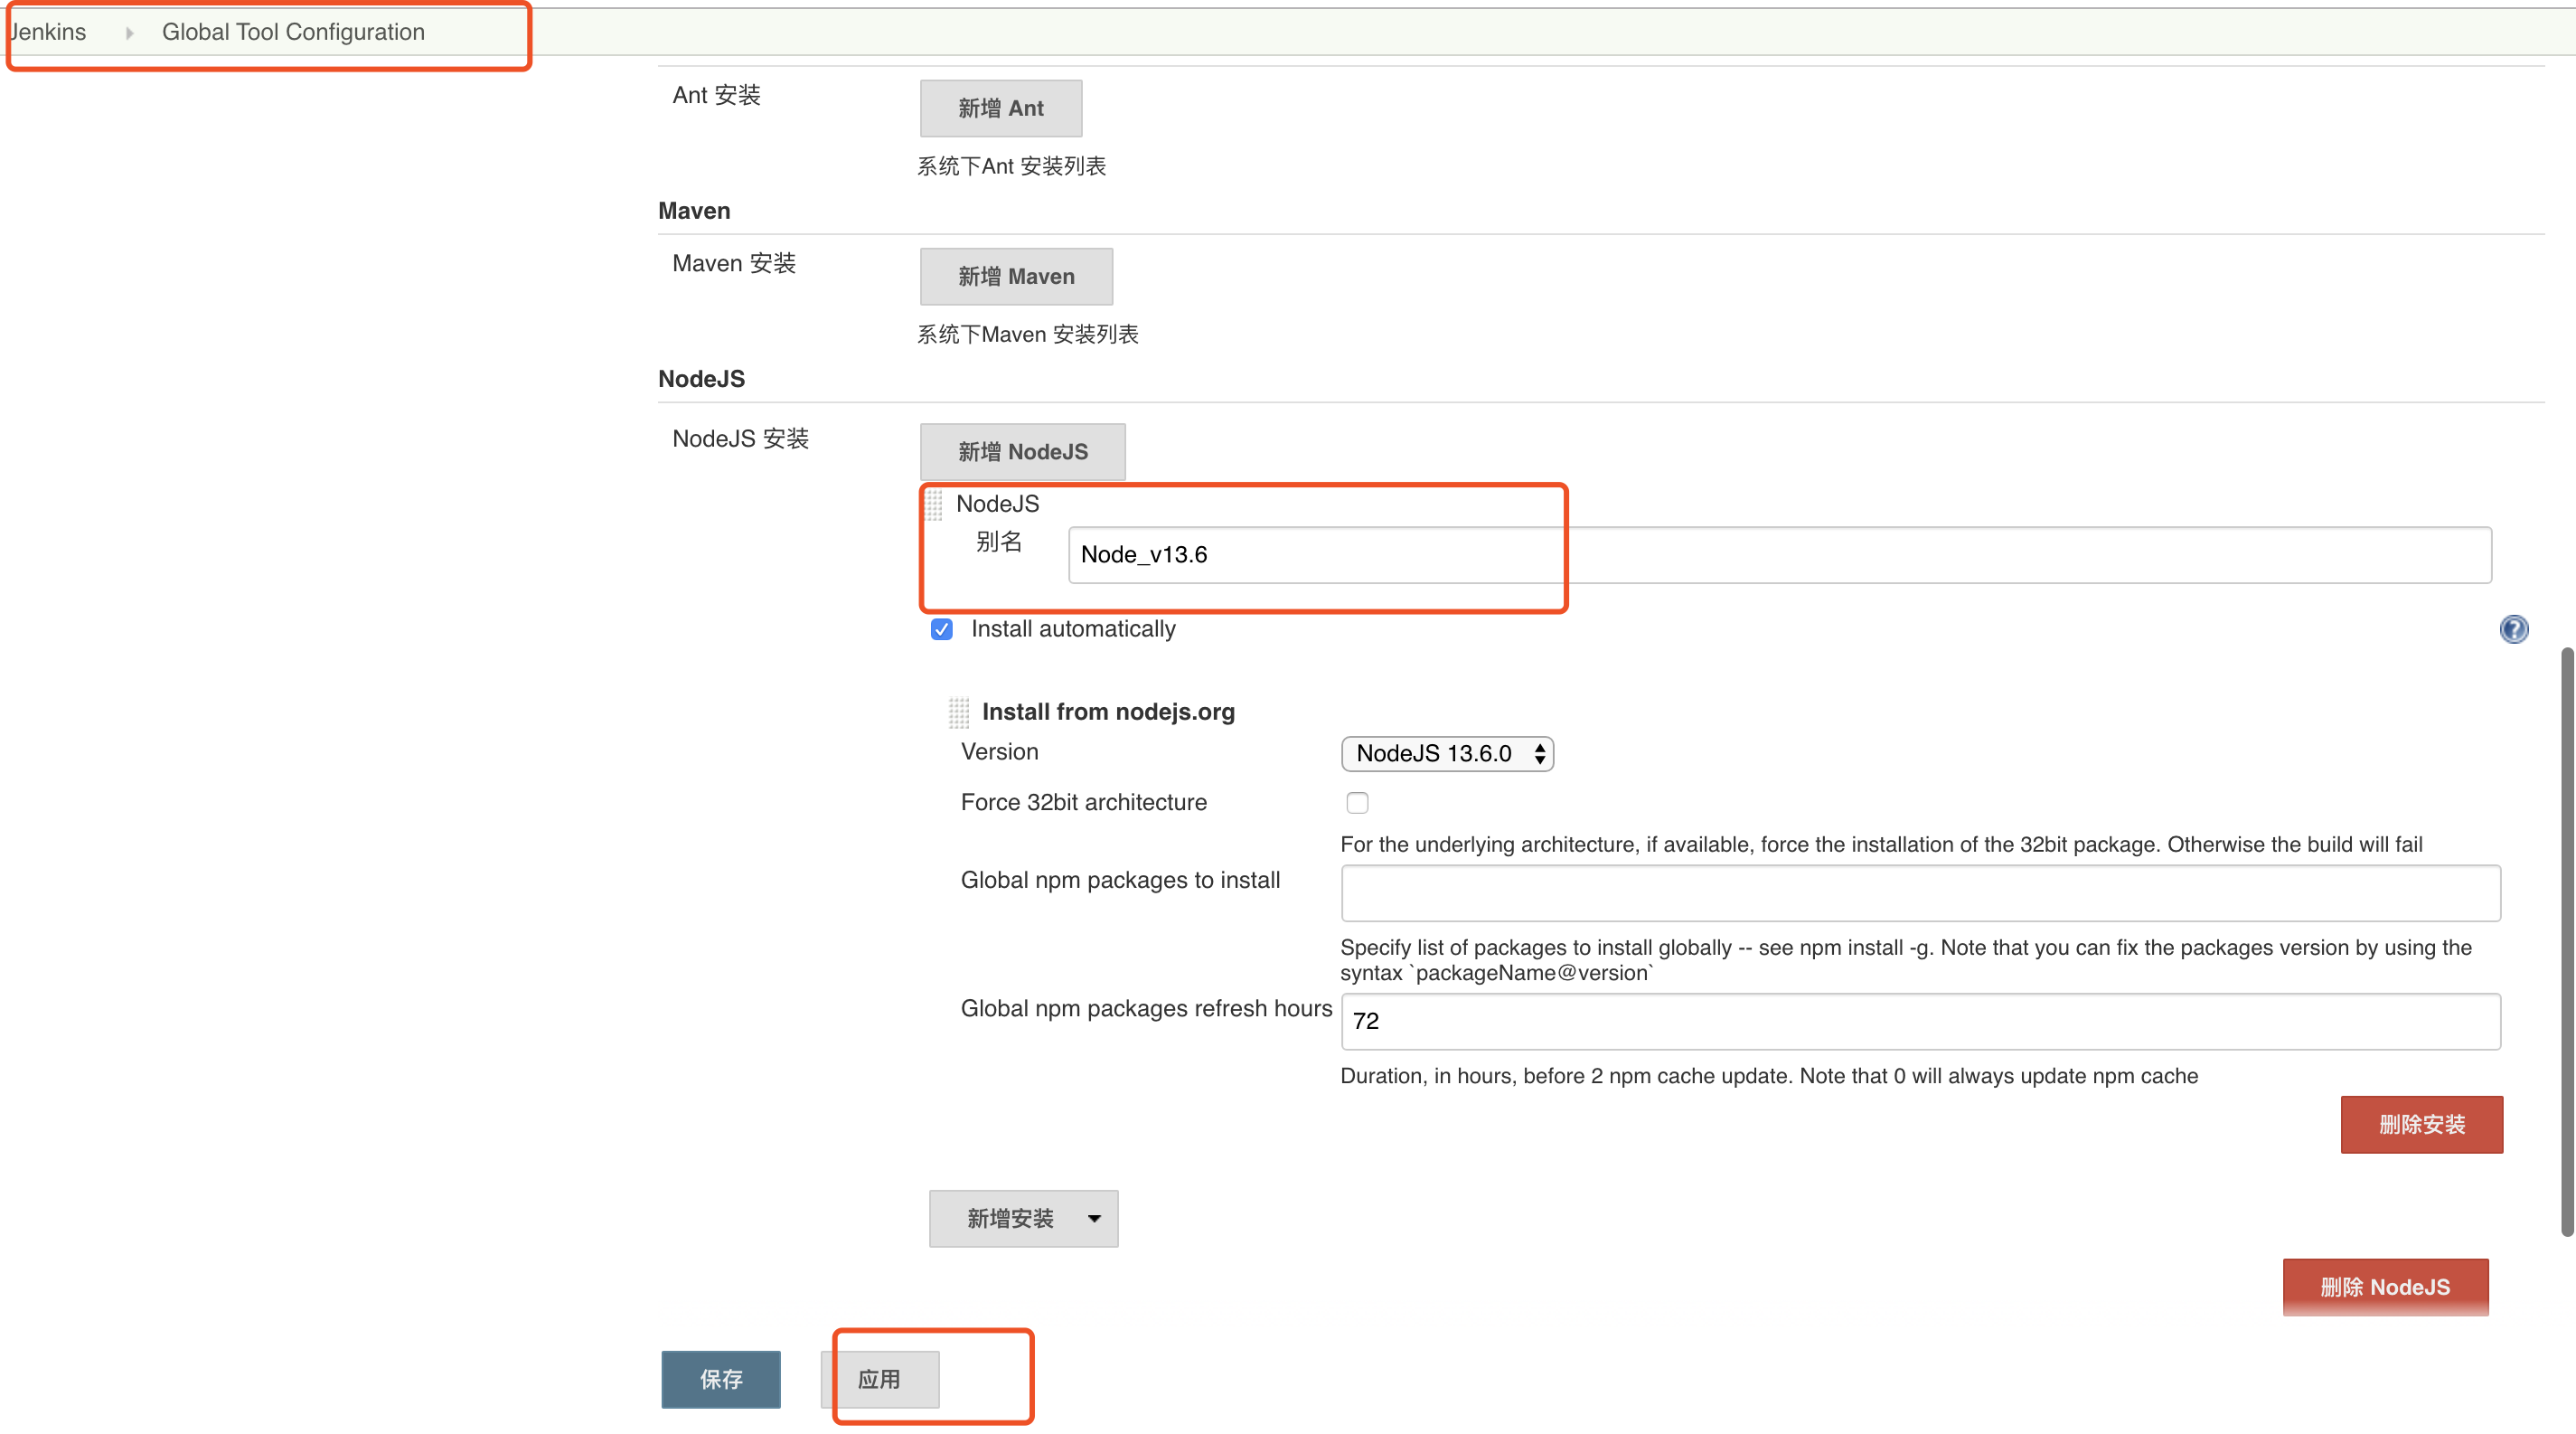 Jenkins Global Tool Configuration
Ant 安装
新增 Ant
系统下Ant 安装列表
Maven
Maven 安装
新增 Maven
系统下Maven 安装列表
NodeJS
NodeJS 安装
新增 NodeJS
NodeJS
别名
Node_v13.6
Install automatically
Install from nodejs.org
Version
NodeJS 13.6.0
Force 32bit architecture
For the underlying architecture, if available, force the installation of the 32bit package. Otherwise the build will fail
Global npm packages to install
Specify list of packages to install globally -- see npm install -g. Note that you can fix the packages version by using the
syntax `packageName@version`
Global npm packages refresh hours
72
Duration, in hours, before 2 npm cache update. Note that 0 will always update npm cache
删除安装
新增安装
删除 NodeJS
保存
应用